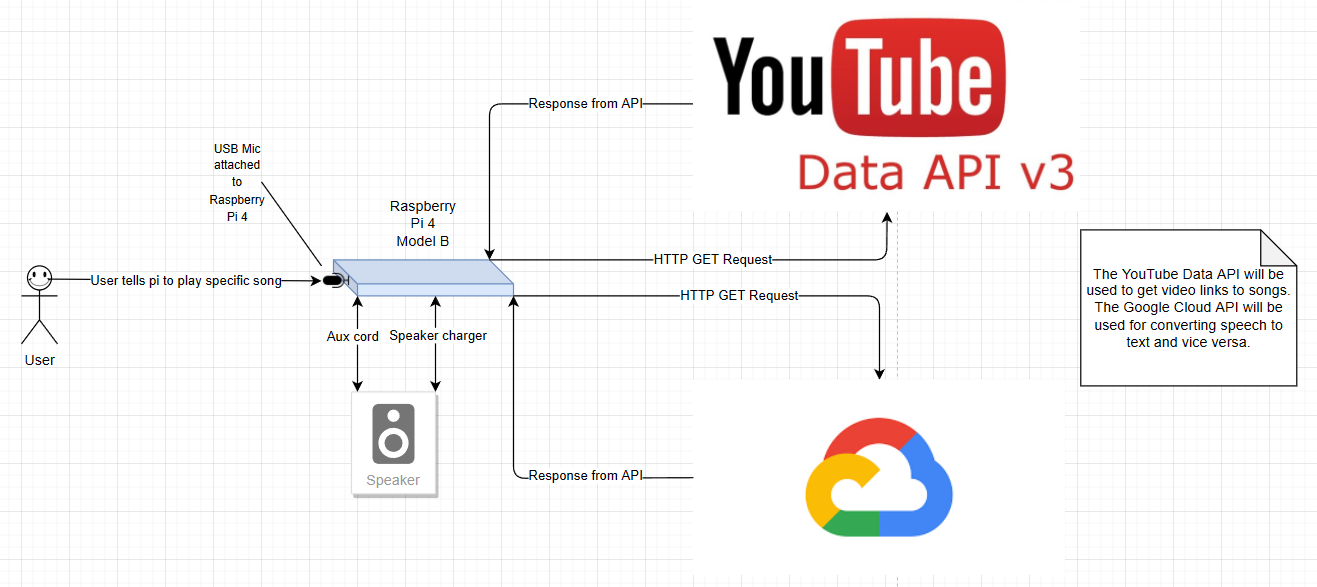 YouTube
Data API v3
Response from API
USB Mic
attached
to
Raspberry
Pi 4
Raspberry
Pi 4
Model B
HTTP GET Request
User tells pi to play specific song
HTTP GET Request
The YouTube Data API will be
used to get video links to songs.
The Google Cloud API will be
used for converting speech to
text and vice versa.
Aux cord
Speaker charger
User
Speaker
Response from API